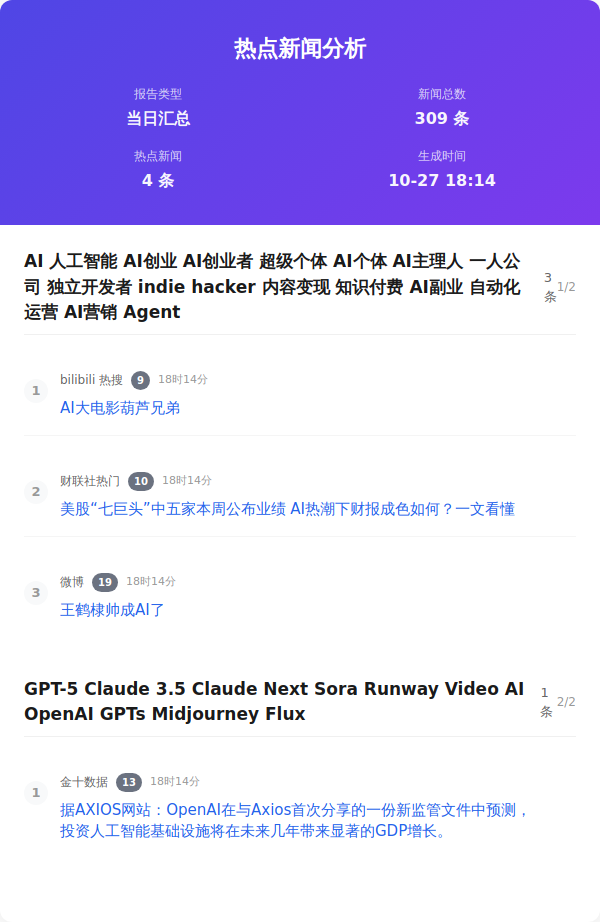 热点新闻分析
报告类型
当日汇总
新闻总数
309 条
热点新闻
4 条
生成时间
10-27 18:14
AI 人工智能 AI创业 AI创业者 超级个体 AI个体 AI主理人 一人公
司 独立开发者 indie hacker 内容变现 知识付费 AI副业 自动化
运营 AI营销 Agent
3
条
1/2
1
bilibili 热搜 9 18时14分
AI大电影葫芦兄弟
2
财联社热门 10 18时14分
美股“七巨头”中五家本周公布业绩 AI热潮下财报成色如何？一文看懂
3
微博 19 18时14分
王鹤棣帅成AI了
GPT-5 Claude 3.5 Claude Next Sora Runway Video AI
OpenAI GPTs Midjourney Flux
1
条
2/2
1
金十数据 13 18时14分
据AXIOS网站：OpenAI在与Axios首次分享的一份新监管文件中预测，
投资人工智能基础设施将在未来几年带来显著的GDP增长。